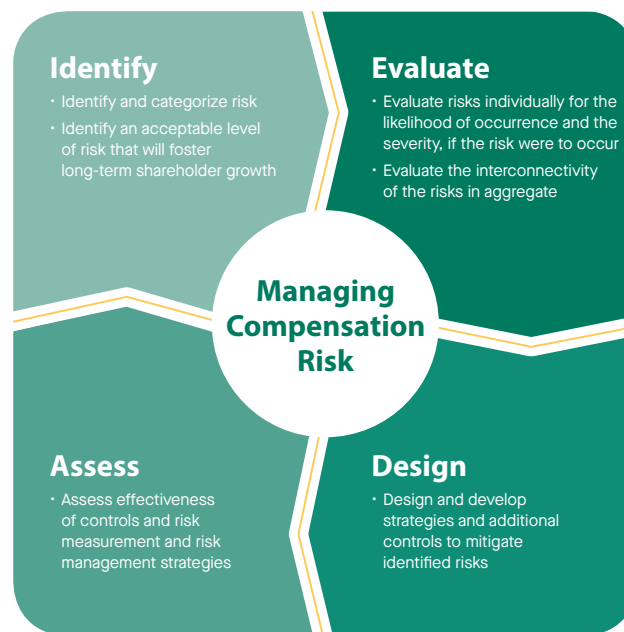 Identify
· Identify and categorize risk
· Identify an acceptable level
of risk that will foster
long-term shareholder growth
Evaluate
· Evaluate risks individually for the
likelihood of occurrence and the
severity, if the risk were to occur
· Evaluate the interconnectivity
of the risks in aggregate
Managing
Compensation
Risk
Assess
· Assess effectiveness
of controls and risk
measurement and risk
management strategies
Design
· Design and develop
strategies and additional
controls to mitigate
identified risks